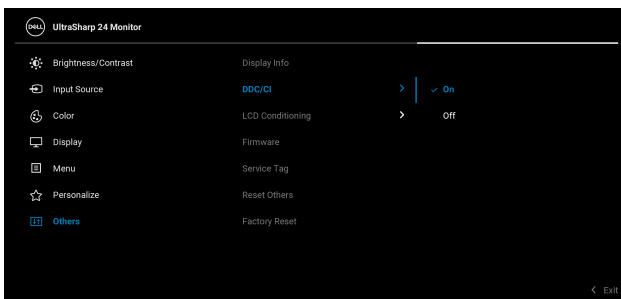 DELL UltraSharp 24 Monitor
Brightness/Contrast Display Info
Input Source DDC/CI > ✓ On
Color LCD Conditioning > Off
Display Firmware
Menu Service Tag
Personalize Reset Others
Others Factory Reset
< Exit